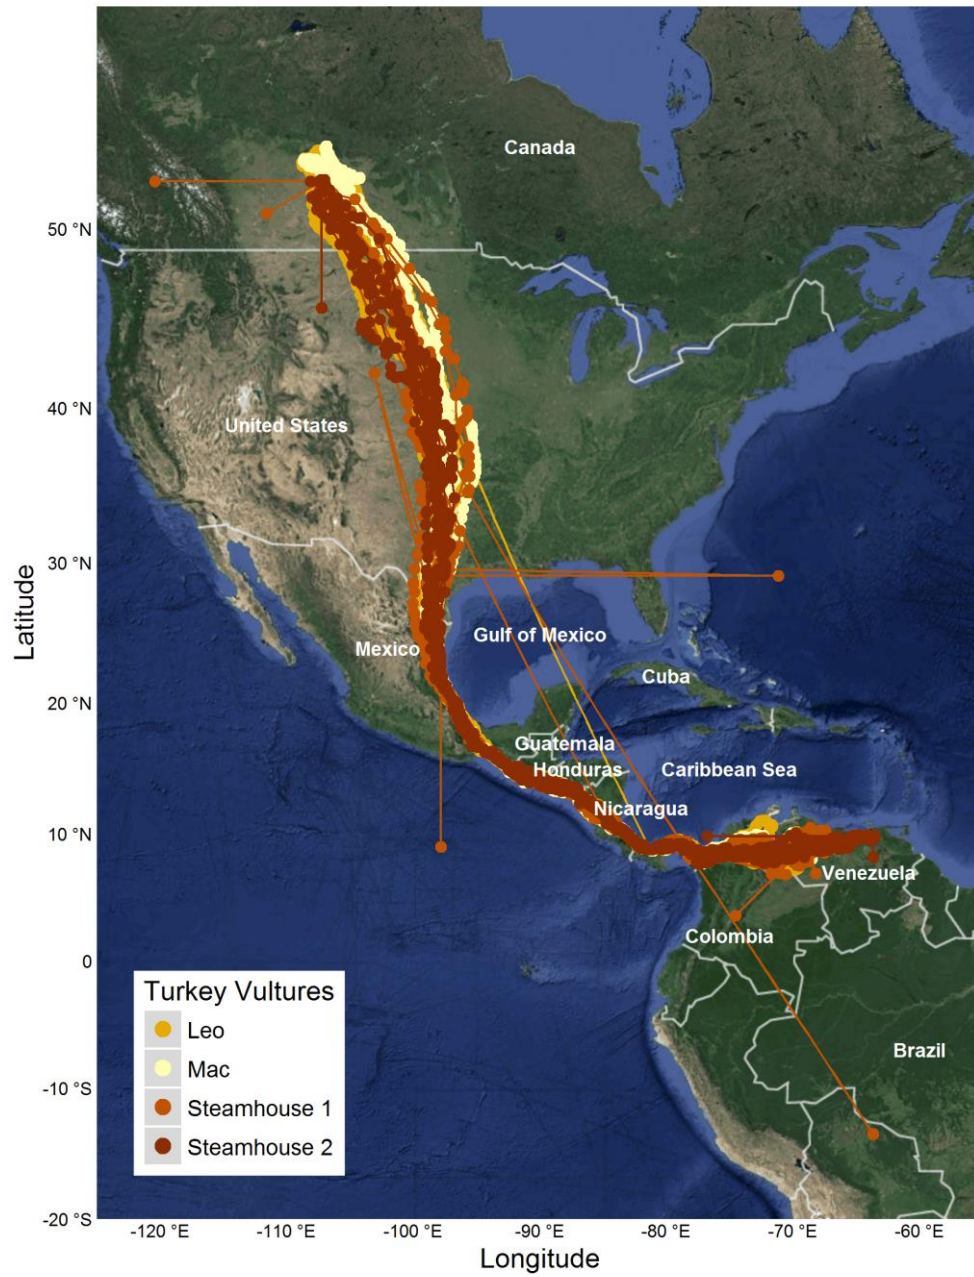 Canada
50 °N
40 °N
United States
30 °N
Latitude
Gulf of Mexico
Mexico
Cuba
20 °N
Guatemala
Honduras
Caribbean Sea
Nicaragua
10 °N
Venezuela
Colombia
0
Turkey Vultures
Leo
Mac
Steamhouse 1
Steamhouse 2
Brazil
-10 °S
-20 °S
-120 °E -110 °E -100 °E -90 °E -80 °E -70 °E -60 °E
Longitude